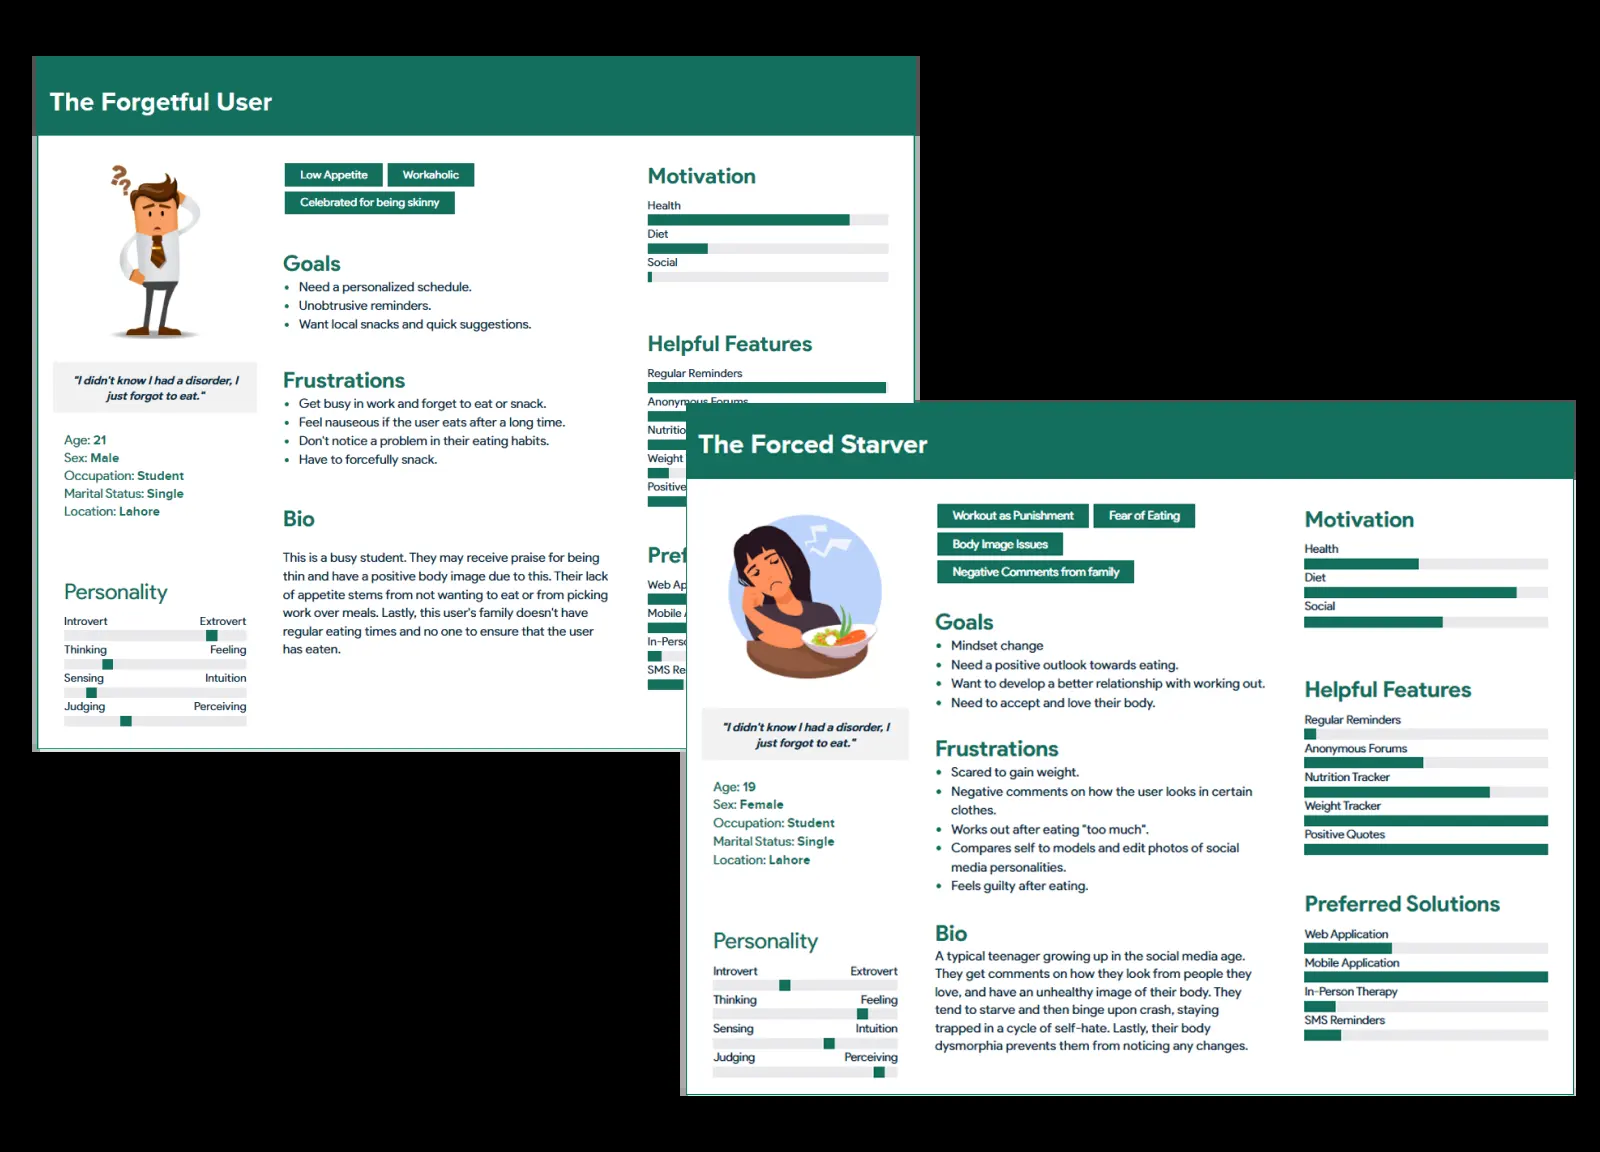 The Forgetful User
??
"I didn't know I had a disorder, I
just forgot to eat."
Age: 21
Sex: Male
Occupation: Student
Marital Status: Single
Location: Lahore
Personality
Introvert Extrovert
Thinking Feeling
Sensing Intuition
Judging Perceiving
Low Appetite Workaholic
Celebrated for being skinny
Goals
• Need a personalized schedule.
• Unobtrusive reminders.
• Want local snacks and quick suggestions.
Frustrations
• Get busy in work and forget to eat or snack.
• Feel nauseous if the user eats after a long time.
• Don't notice a problem in their eating habits.
• Have to forcefully snack.
Bio
This is a busy student. They may receive praise for being
thin and have a positive body image due to this. Their lack
of appetite stems from not wanting to eat or from picking
work over meals. Lastly, this user's family doesn't have
regular eating times and no one to ensure that the user
has eaten.
Motivation
Health
Diet
Social
Helpful Features
Regular Reminders
Anonymous Forums
Nutritio
Weight
Positive
Pref
Web Ap
Mobile
In-Perso
SMS Re
The Forced Starver
"I didn't know I had a disorder, I
just forgot to eat."
Age: 19
Sex: Female
Occupation: Student
Marital Status: Single
Location: Lahore
Personality
Introvert Extrovert
Thinking Feeling
Sensing Intuition
Judging Perceiving
Workout as Punishment Fear of Eating
Body Image Issues
Negative Comments from family
Goals
• Mindset change
• Need a positive outlook towards eating.
• Want to develop a better relationship with working out.
• Need to accept and love their body.
Frustrations
• Scared to gain weight.
• Negative comments on how the user looks in certain
clothes.
• Works out after eating "too much".
• Compares self to models and edit photos of social
media personalities.
• Feels guilty after eating.
Bio
A typical teenager growing up in the social media age.
They get comments on how they look from people they
love, and have an unhealthy image of their body. They
tend to starve and then binge upon crash, staying
trapped in a cycle of self-hate. Lastly, their body
dysmorphia prevents them from noticing any changes.
Motivation
Health
Diet
Social
Helpful Features
Regular Reminders
Anonymous Forums
Nutrition Tracker
Weight Tracker
Positive Quotes
Preferred Solutions
Web Application
Mobile Application
In-Person Therapy
SMS Reminders